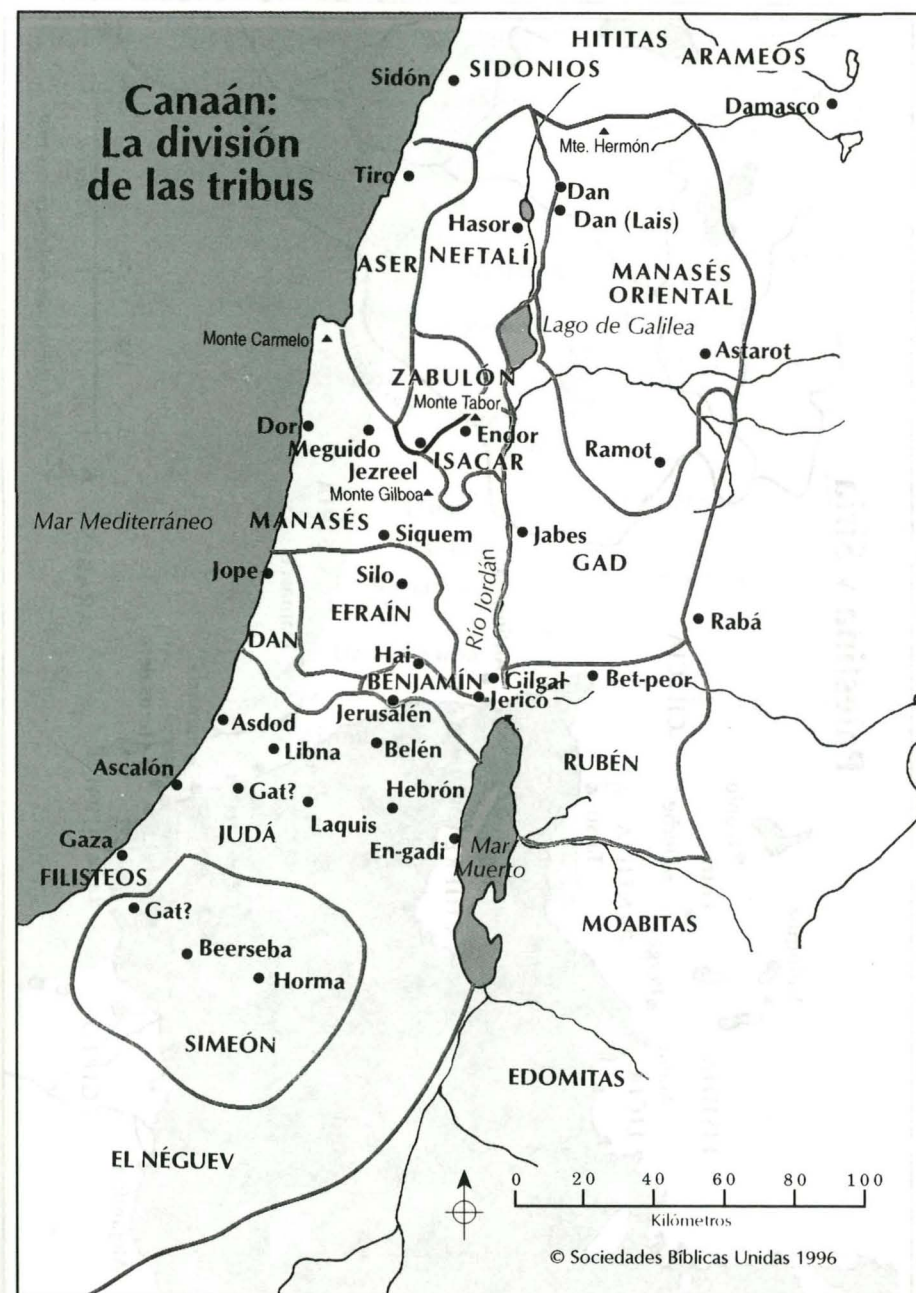 Canaán:
La división
de las tribus
HITITAS
ARAMEOS
Sidón
SIDONIOS
Damasco
Mte. Hermón
Tiro
Dan
Dan (Lais)
Hasor
NEFTALÍ
ASER
MANASÉS
ORIENTAL
Lago de Galilea
Monte Carmelo
Astarot
ZABULÓN
Monte Tabor
Dor
Meguido
Endor
Jezreel
ISACAR
Ramot
Monte Gilboa
Mar Mediterráneo
MANASÉS
Siquem
Jabes
GAD
Jope
Silo
EFRAÍN
Río Jordán
Rabá
DAN
Hai
BENJAMÍN
Gilgal
Bet-peor
Jerico
Jerusalén
Asdod
Libna
Belén
RUBÉN
Ascalón
Gat?
Hebrón
Laquis
JUDÁ
En-gadi
Mar
Muerto
Gaza
FILISTEOS
Gat?
MOABITAS
Beerseba
Horma
SIMEÓN
EDOMITAS
EL NÉGUEV
0 20 40 60 80 100
Kilómetros
© Sociedades Bíblicas Unidas 1996